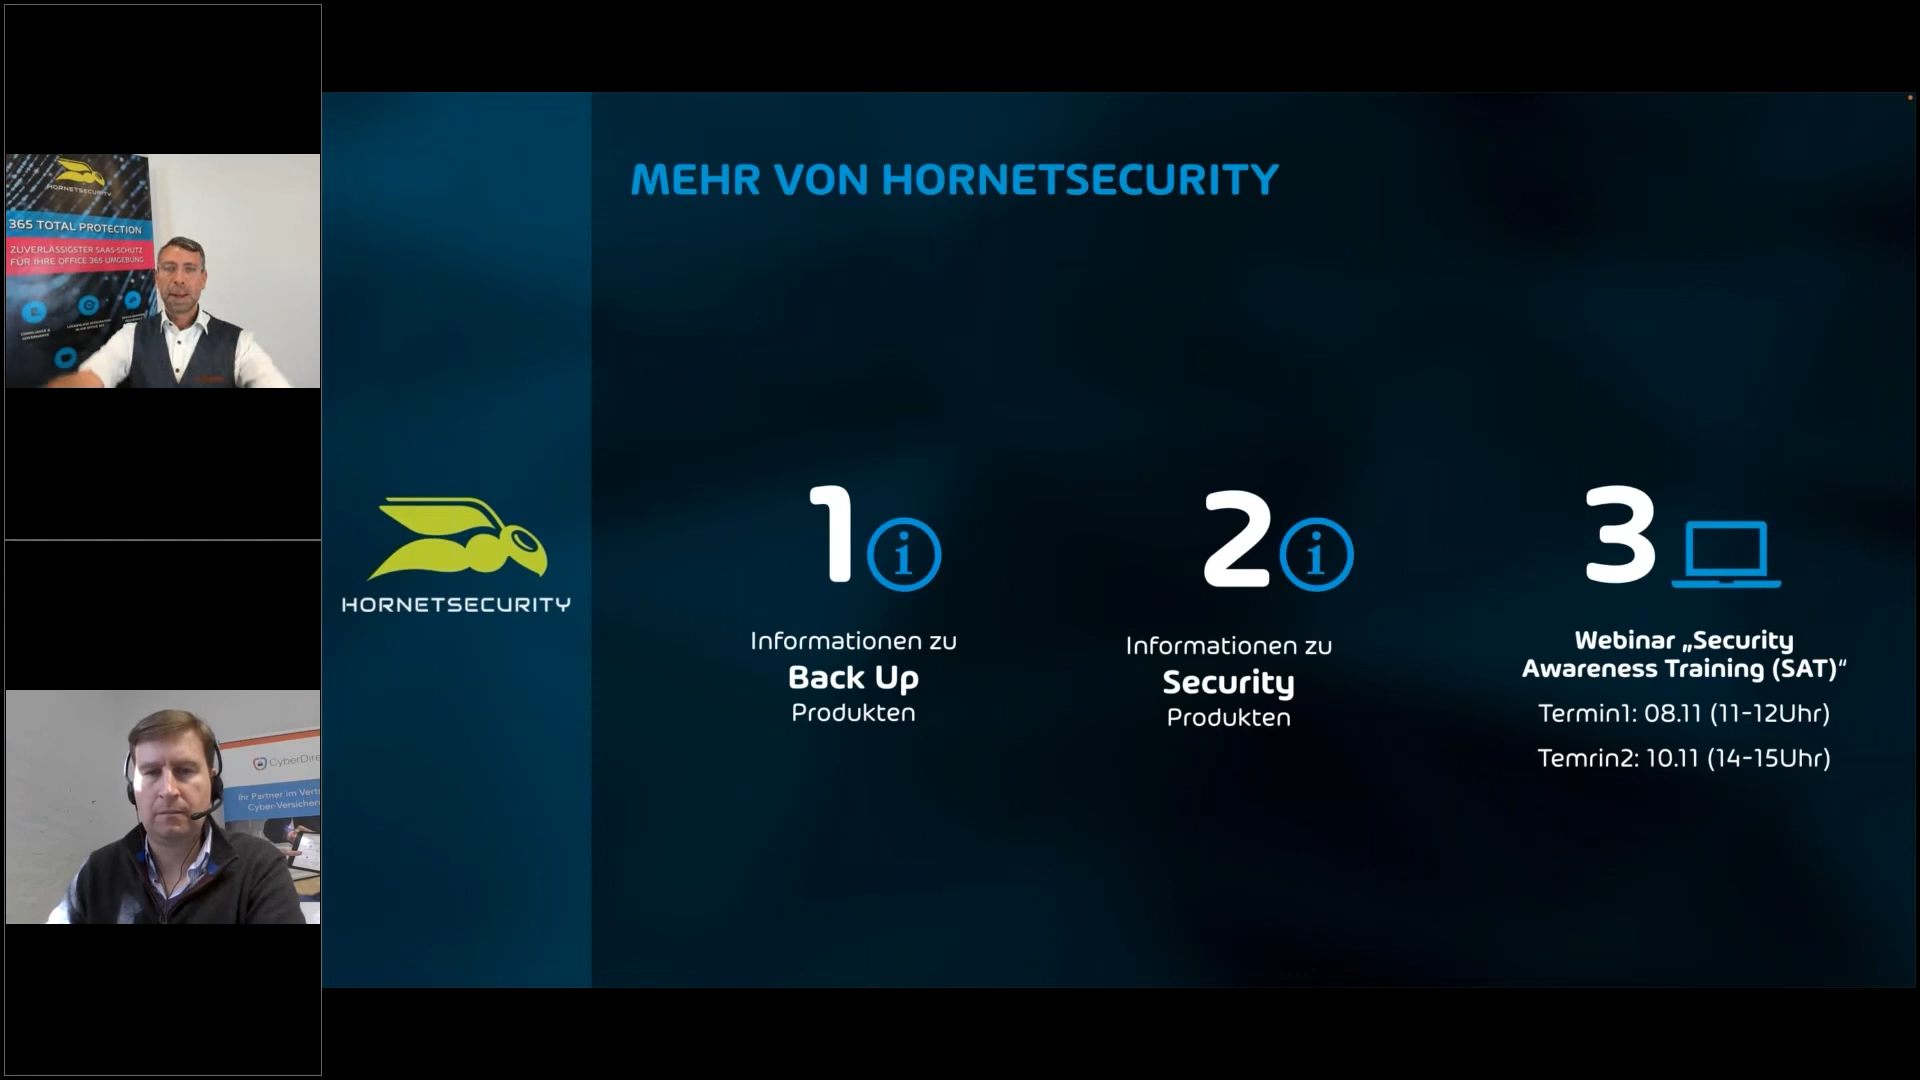 HORNETSECURITY
365 TOTAL PROTECTION
ZUVERLÄSSIGSTER SAAS-SCHUTZ
FÜR IHRE OFFICE 365 UMGEBUNG
CyberDire
Ihr Partner im Vert
Cyber-Versicher
HORNETSECURITY
MEHR VON HORNETSECURITY
1
Informationen zu
Back Up
Produkten
2
Informationen zu
Security
Produkten
3
Webinar „Security
Awareness Training (SAT)“
Termin1: 08.11 (11-12Uhr)
Temrin2: 10.11 (14-15Uhr)